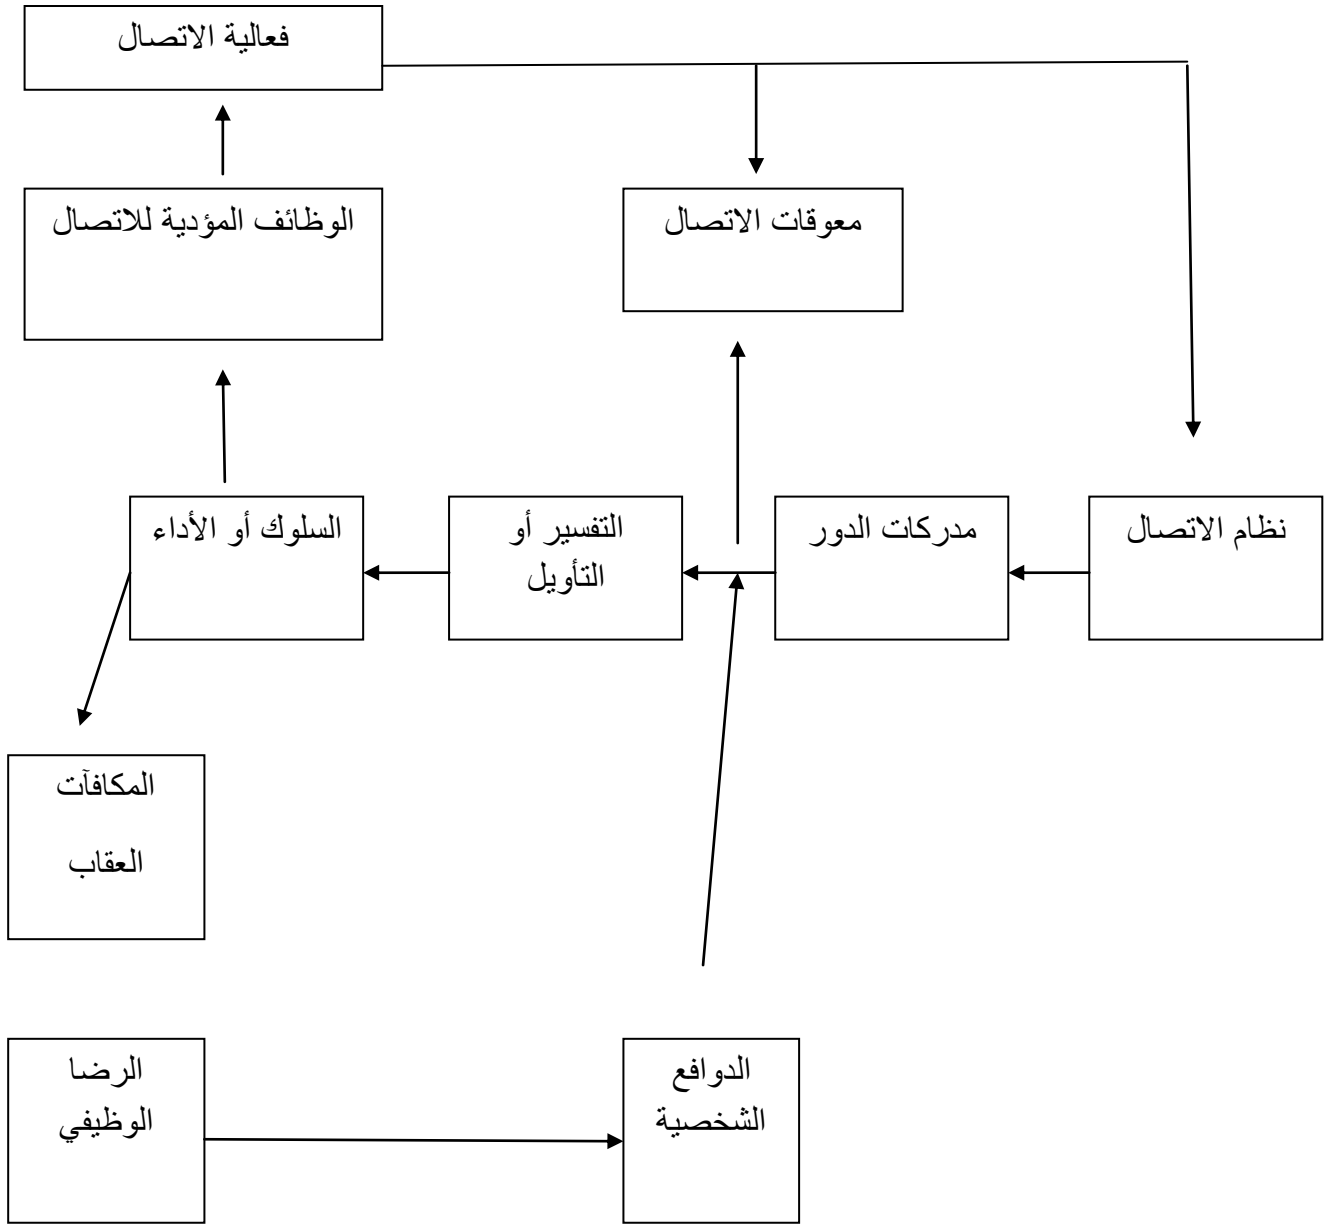 فعالية الاتصال
معوقات الاتصال
الوظائف المؤدية للاتصال
نظام الاتصال
مدركات الدور
التفسير أو
التأويل
السلوك أو الأداء
المكافآت
العقاب
الدوافع
الشخصية
الرضا
الوظيفي